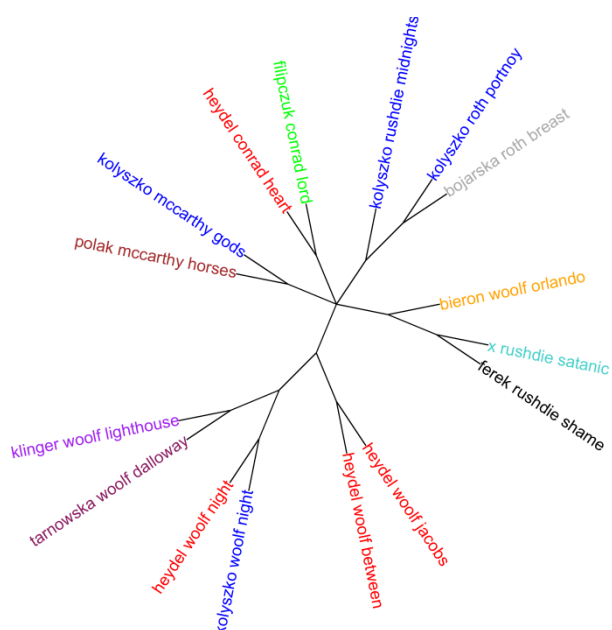 filipczuk conrad lord
heydel conrad heart
kolyszko mccarthy gods
polak mccarthy horses
kolyszko rushdie midnights
kolyszko roth portnoy
bojarska roth breast
bieron woolf orlando
x rushdie satanic
ferek rushdie shame
klinger woolf lighthouse
tarnowska woolf dalloway
heydel woolf night
kolyszko woolf night
heydel woolf between
heydel woolf jacobs